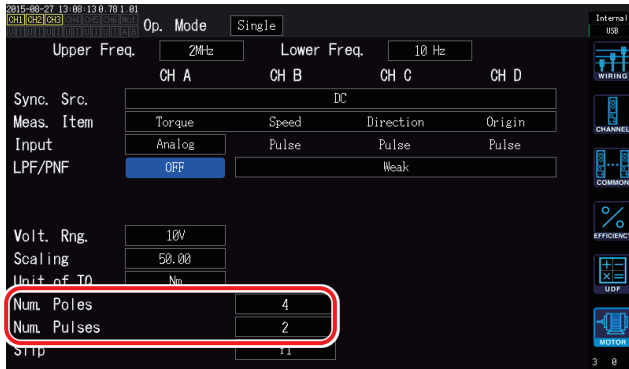 2015-08-27 13:08:13 0.78 1.01
CH1 CH2 CH3 CH4 CH5 CH6 Mot Op. Mode Single Internal
U I U I U I U I U I U I A B USB
Upper Freq. 2MHz Lower Freq. 10 Hz
CH A CH B CH C CH D WIRING
Sync. Src. DC
Meas. Item Torque Speed Direction Origin CHANNEL
Input Analog Pulse Pulse Pulse
LPF/PNF OFF Weak COMMON
Volt. Rng. 10V EFFICIENCY
Scaling 50.00
Unit of TQ Nm UDF
Num. Poles 4
Num. Pulses 2
Slip f1 MOTOR
3 0